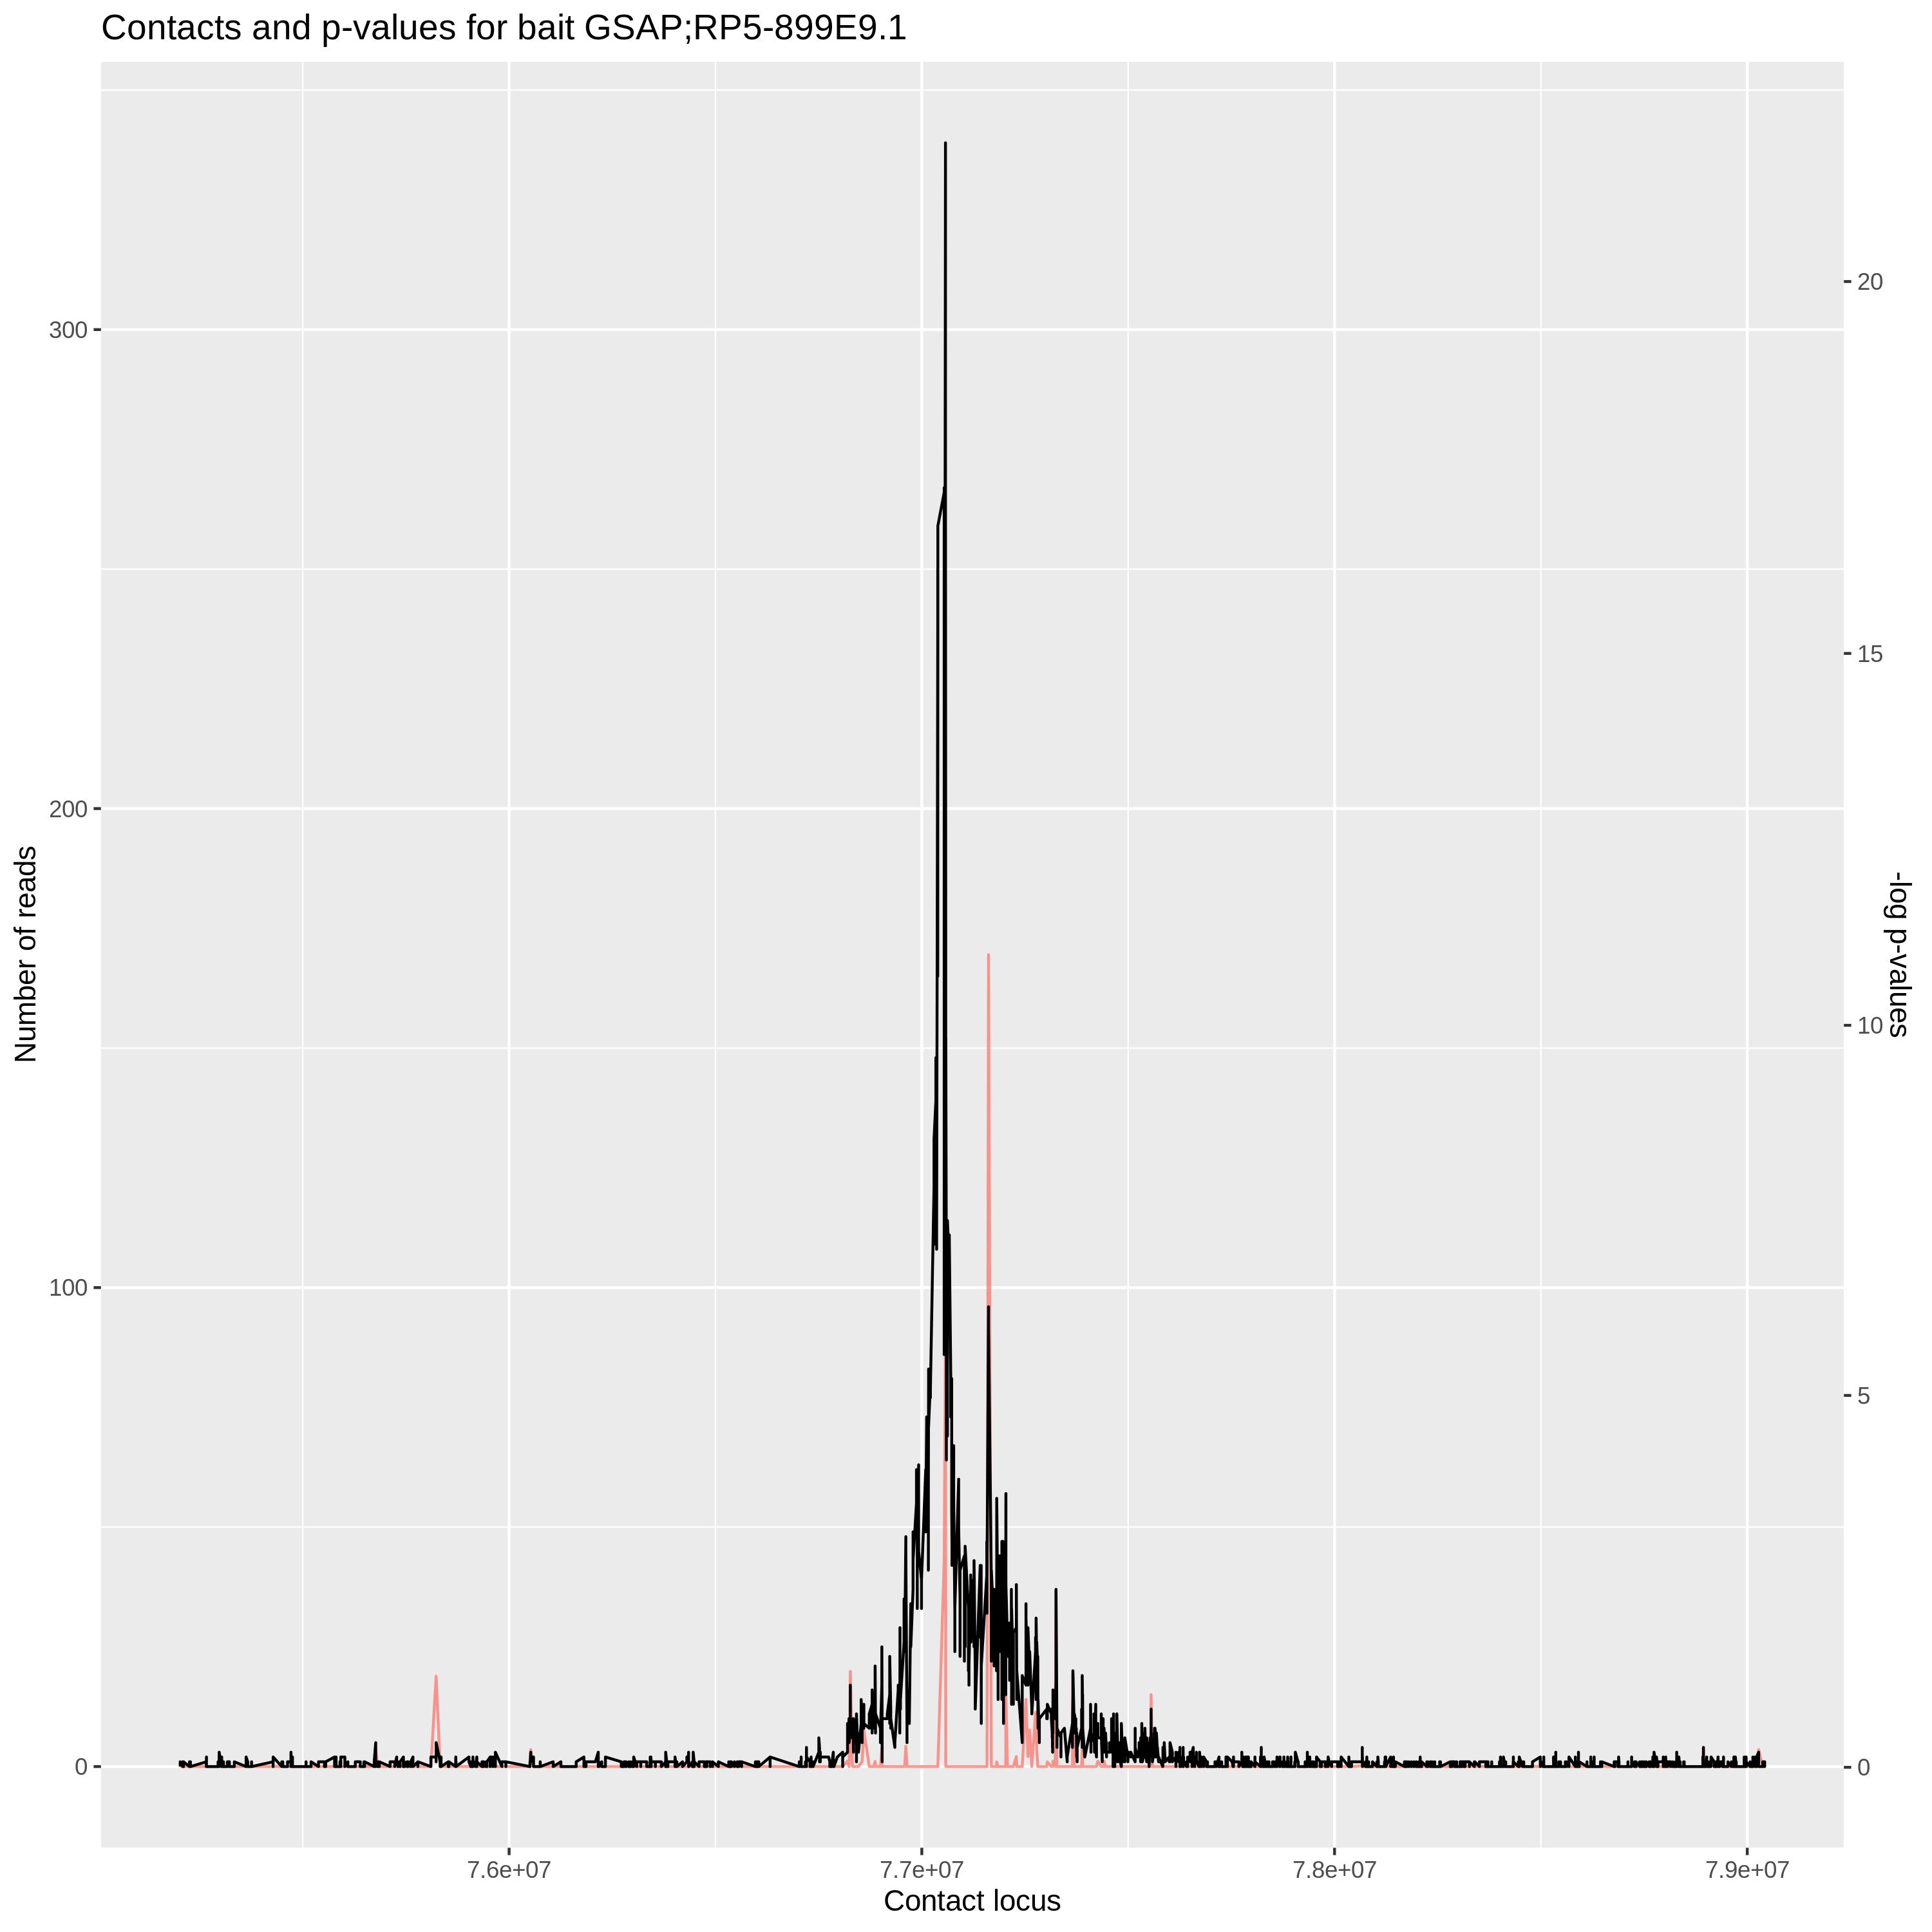 Contacts and p-values for bait GSAP;RP5-899E9.1
300
200
100
0
Number of reads
20
15
10
5
0
-log p-values
7.6e+07
7.7e+07
7.8e+07
7.9e+07
Contact locus